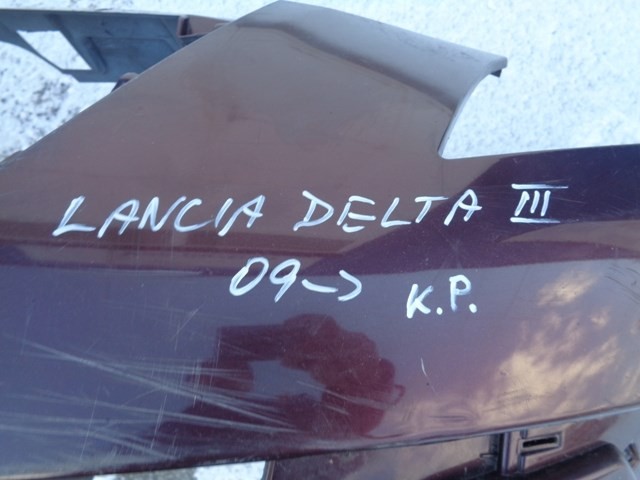 LANCIA DELTA III
09-> K.P.